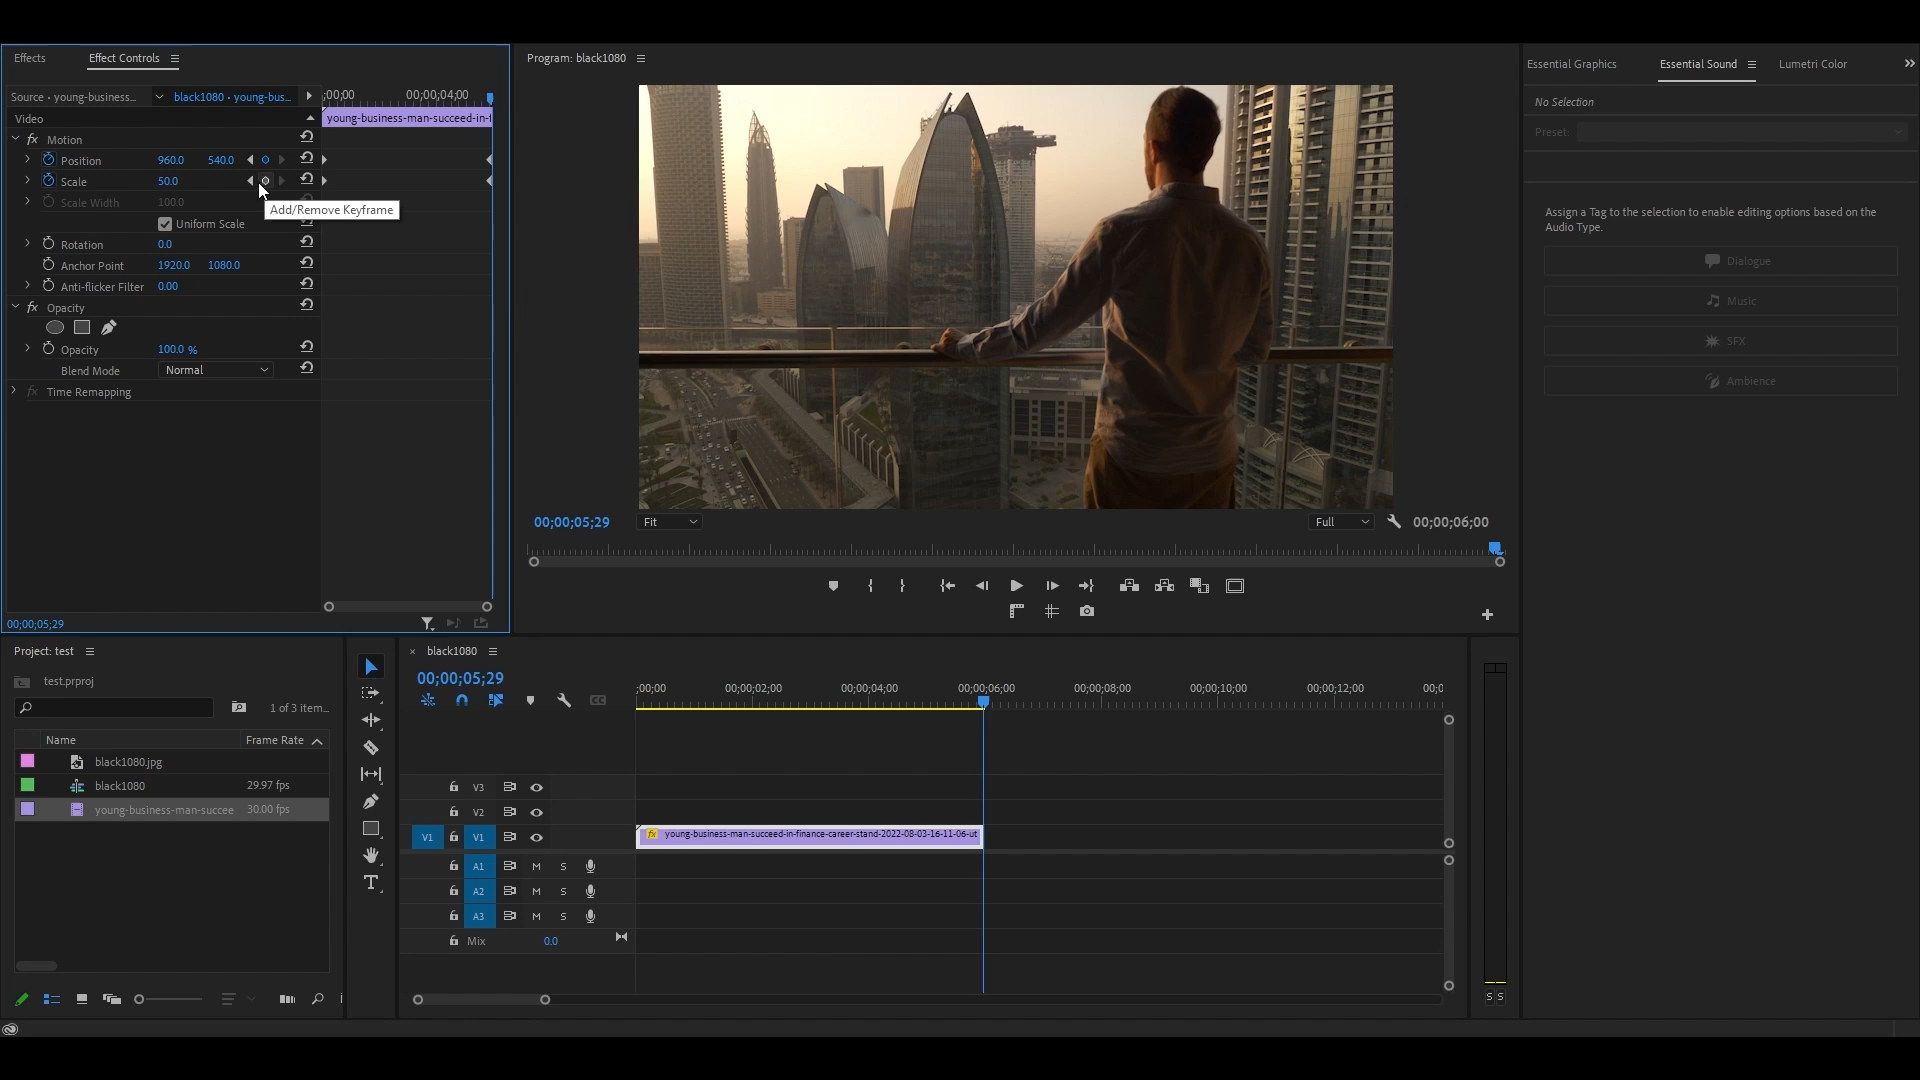 Effects
Effect Controls
Source • young-business...
black1080 • young-bus...
;00;00
00;00;04;00
Video
young-business-man-succeed-in-f
Motion
Position 960.0 540.0
Scale 50.0
Scale Width 100.0
Add/Remove Keyframe
Uniform Scale
Rotation 0.0
Anchor Point 1920.0 1080.0
Anti-flicker Filter 0.00
Opacity
Opacity 100.0 %
Blend Mode Normal
Time Remapping
00;00;05;29
Program: black1080
00;00;05;29
Fit
Full
00;00;06;00
Essential Graphics
Essential Sound
Lumetri Color
No Selection
Preset:
Assign a Tag to the selection to enable editing options based on the
Audio Type.
Dialogue
Music
SFX
Ambience
Project: test
test.prproj
1 of 3 item...
Name Frame Rate
black1080.jpg
black1080 29.97 fps
young-business-man-succee 30.00 fps
black1080
00;00;05;29
;00;00 00;00;02;00 00;00;04;00 00;00;06;00 00;00;08;00 00;00;10;00 00;00;12;00 00;0
V3
V2
V1 V1
young-business-man-succeed-in-finance-career-stand-2022-08-03-16-11-06-ut
A1 M S
A2 M S
A3 M S
Mix 0.0
S S